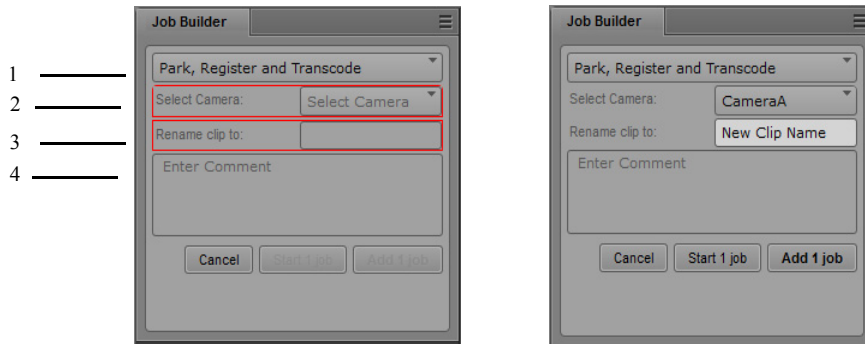 Job Builder
1
Park, Register and Transcode
2
Select Camera:
Select Camera
3
Rename clip to:
4
Enter Comment
Cancel
Start 1 job
Add 1 job
Job Builder
Park, Register and Transcode
Select Camera:
CameraA
Rename clip to:
New Clip Name
Enter Comment
Cancel
Start 1 job
Add 1 job